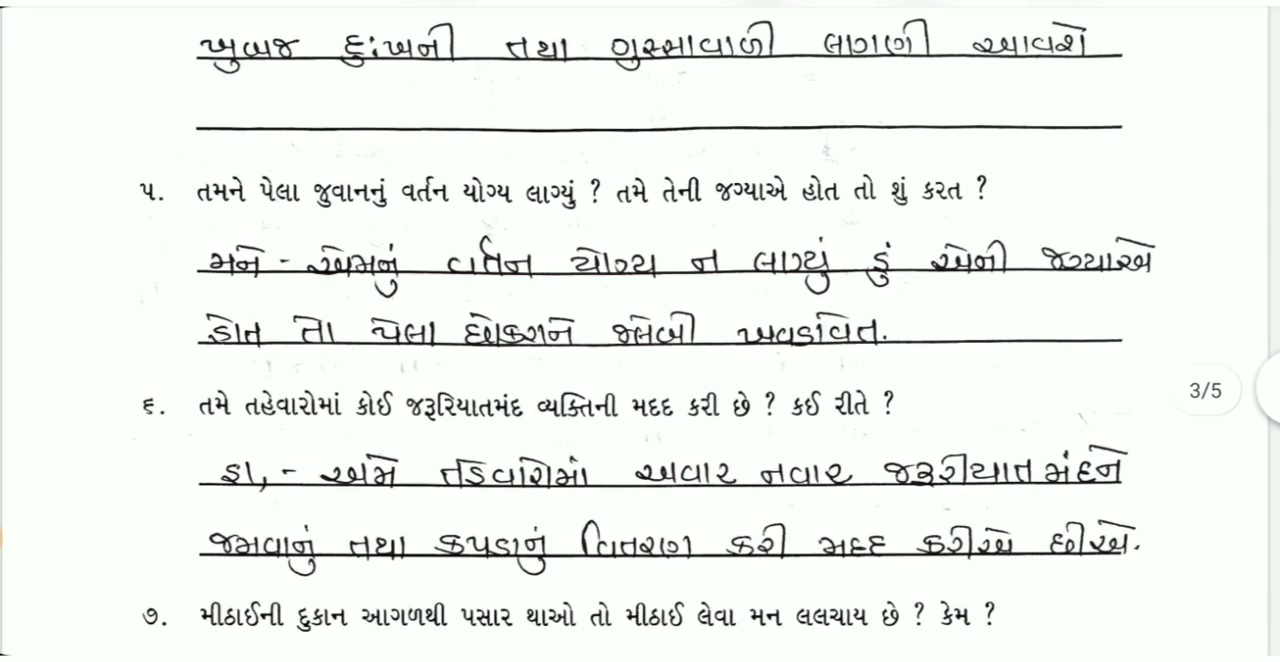 ખુબજ દુ:ખની તથા ગુસ્સાવાળી લાગણી આવશે
૫. તમને પેલા જુવાનનું વર્તન યોગ્ય લાગ્યું ? તમે તેની જગ્યાએ હોત તો શું કરત ?
મને - એમનું વર્તન યોગ્ય ન લાગ્યું હું એની જગ્યાએ
હોત તો પેલા છોકરાને જલેબી ખવડાવત.
૬. તમે તહેવારોમાં કોઈ જરૂરિયાતમંદ વ્યક્તિની મદદ કરી છે ? કઈ રીતે ?
હા, - અમે તહેવારોમાં અવાર નવાર જરૂરીયાત મંદને
જમવાનું તથા કપડાનું વિતરણ કરી મદદ કરીએ છીએ.
૭. મીઠાઈની દુકાન આગળથી પસાર થાઓ તો મીઠાઈ લેવા મન લલચાય છે ? કેમ ?
3/5